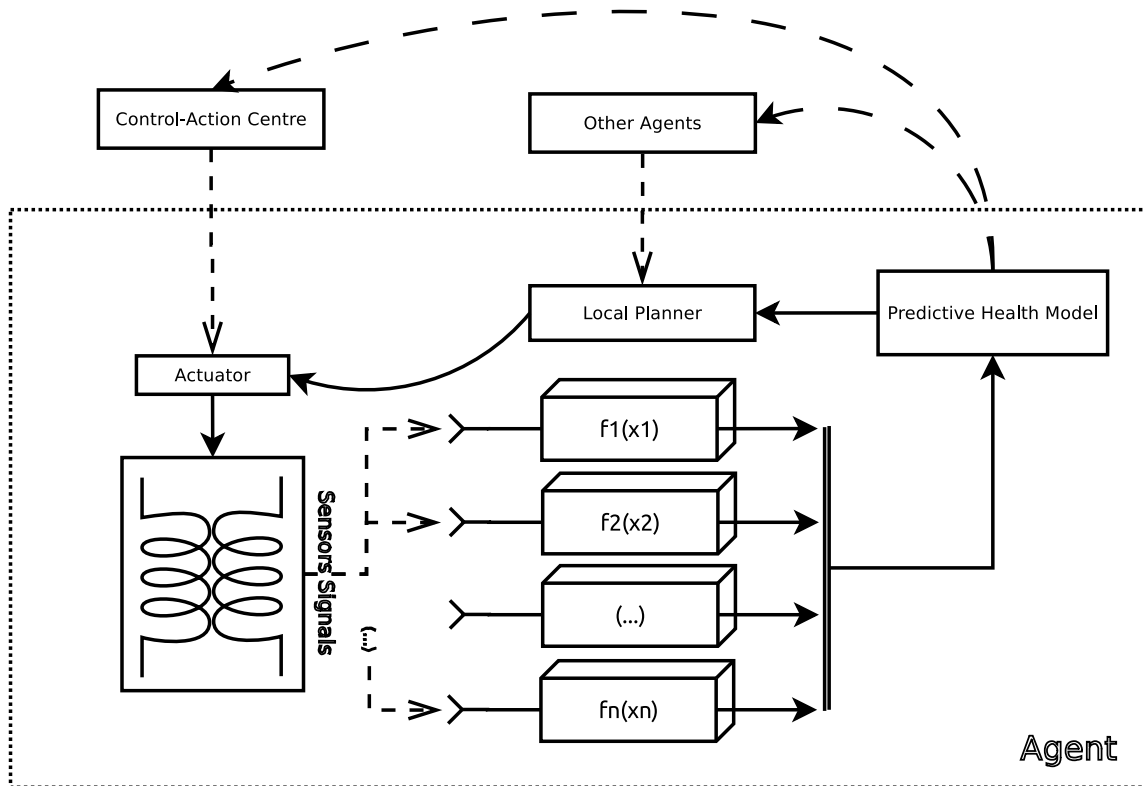 Control-Action Centre
Other Agents
Local Planner
Predictive Health Model
Actuator
f1(x1)
f2(x2)
Sensors Signals
(...)
(...)
fn(xn)
Agent